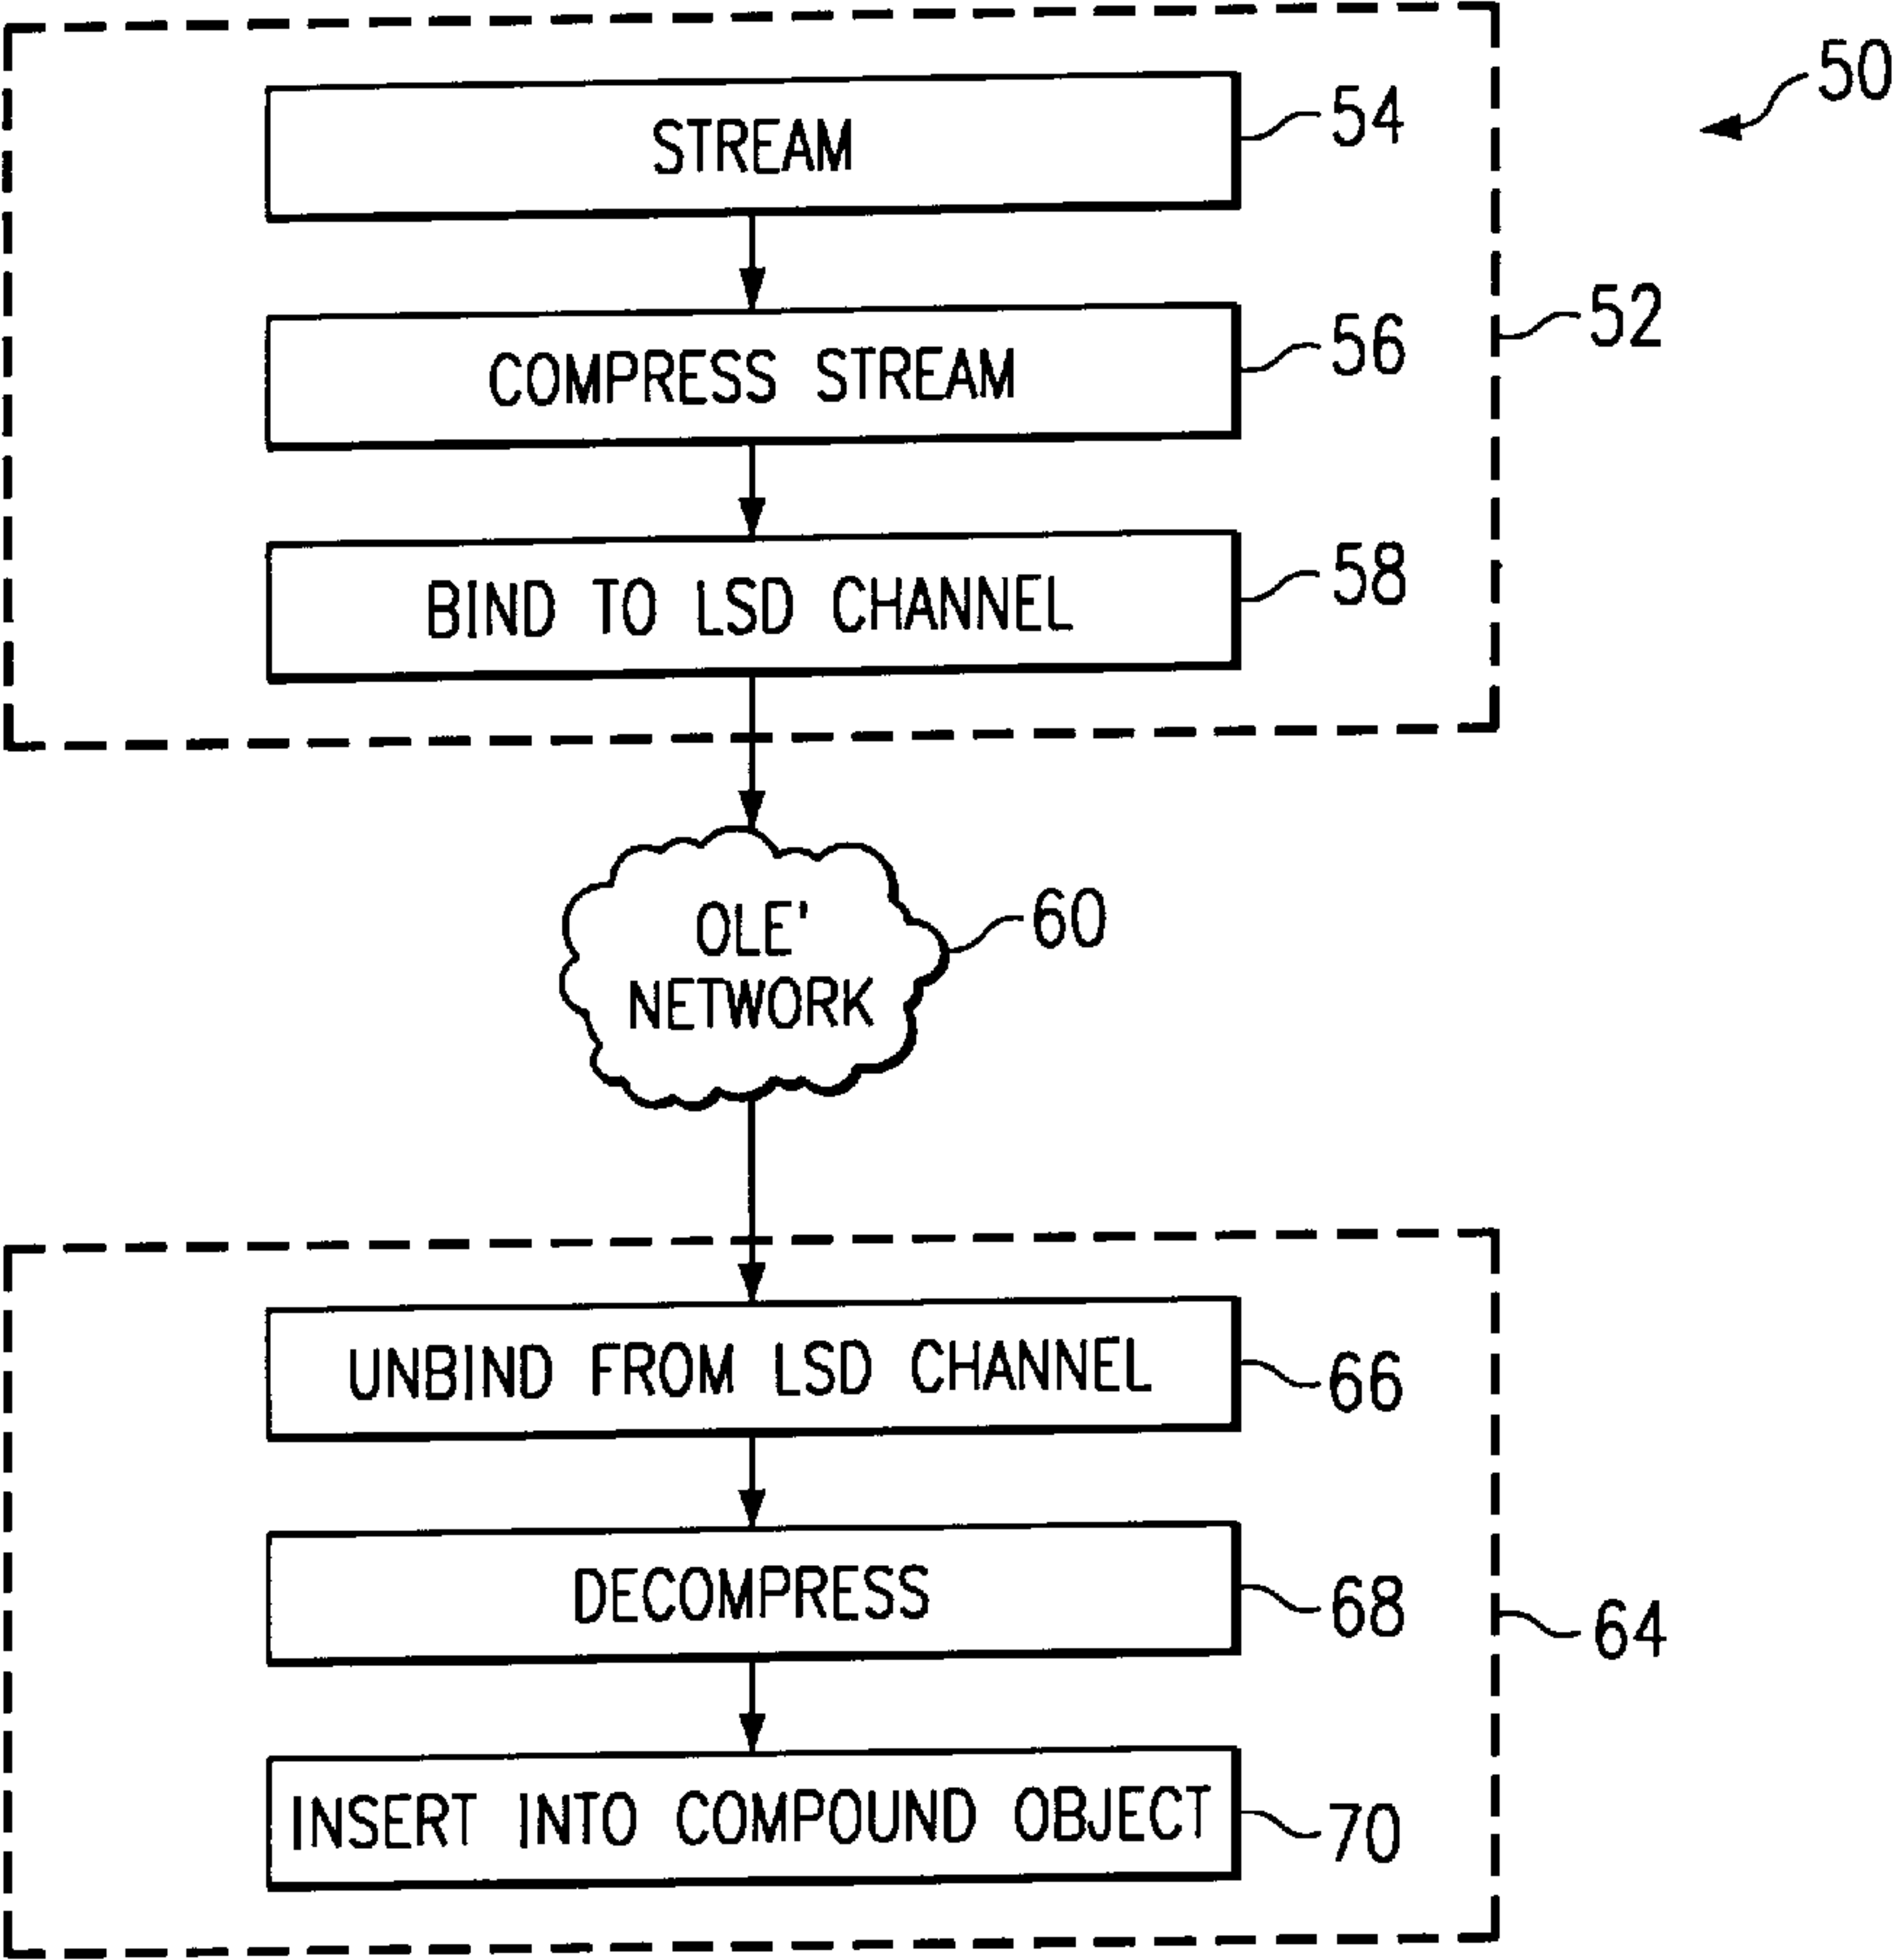 50
STREAM
54
52
COMPRESS STREAM
56
BIND TO LSD CHANNEL
58
OLE'
NETWORK
60
UNBIND FROM LSD CHANNEL
66
DECOMPRESS
68
64
INSERT INTO COMPOUND OBJECT
70